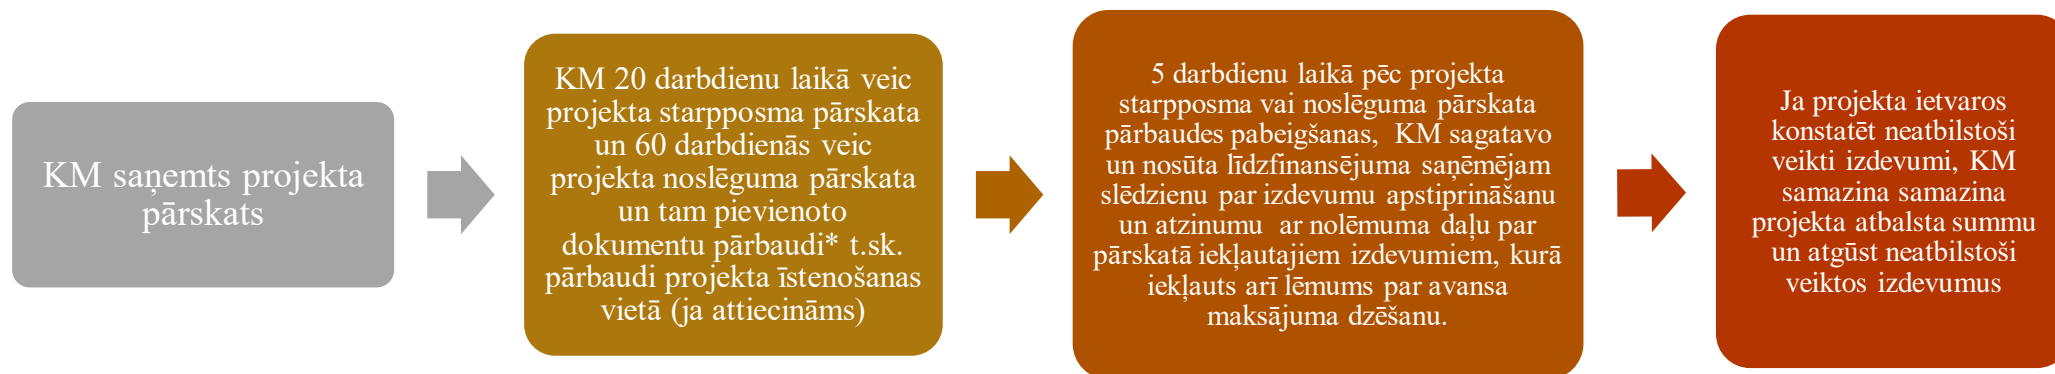 KM saņemts projekta
pārskats
KM 20 darbdienu laikā veic
projekta starpposma pārskata
un 60 darbdienās veic
projekta noslēguma pārskata
un tam pievienoto
dokumentu pārbaudi* t.sk.
pārbaudi projekta īstenošanas
vietā (ja attiecināms)
5 darbdienu laikā pēc projekta
starpposma vai noslēguma pārskata
pārbaudes pabeigšanas, KM sagatavo
un nosūta līdzfinansējuma saņēmējam
slēdzienu par izdevumu apstiprināšanu
un atzinumu ar nolēmuma daļu par
pārskatā iekļautajiem izdevumiem, kurā
iekļauts arī lēmums par avansa
maksājuma dzēšanu.
Ja projekta ietvaros
konstatēt neatbilstoši
veikti izdevumi, KM
samazina samazina
projekta atbalsta summu
un atgūst neatbilstoši
veiktos izdevumus